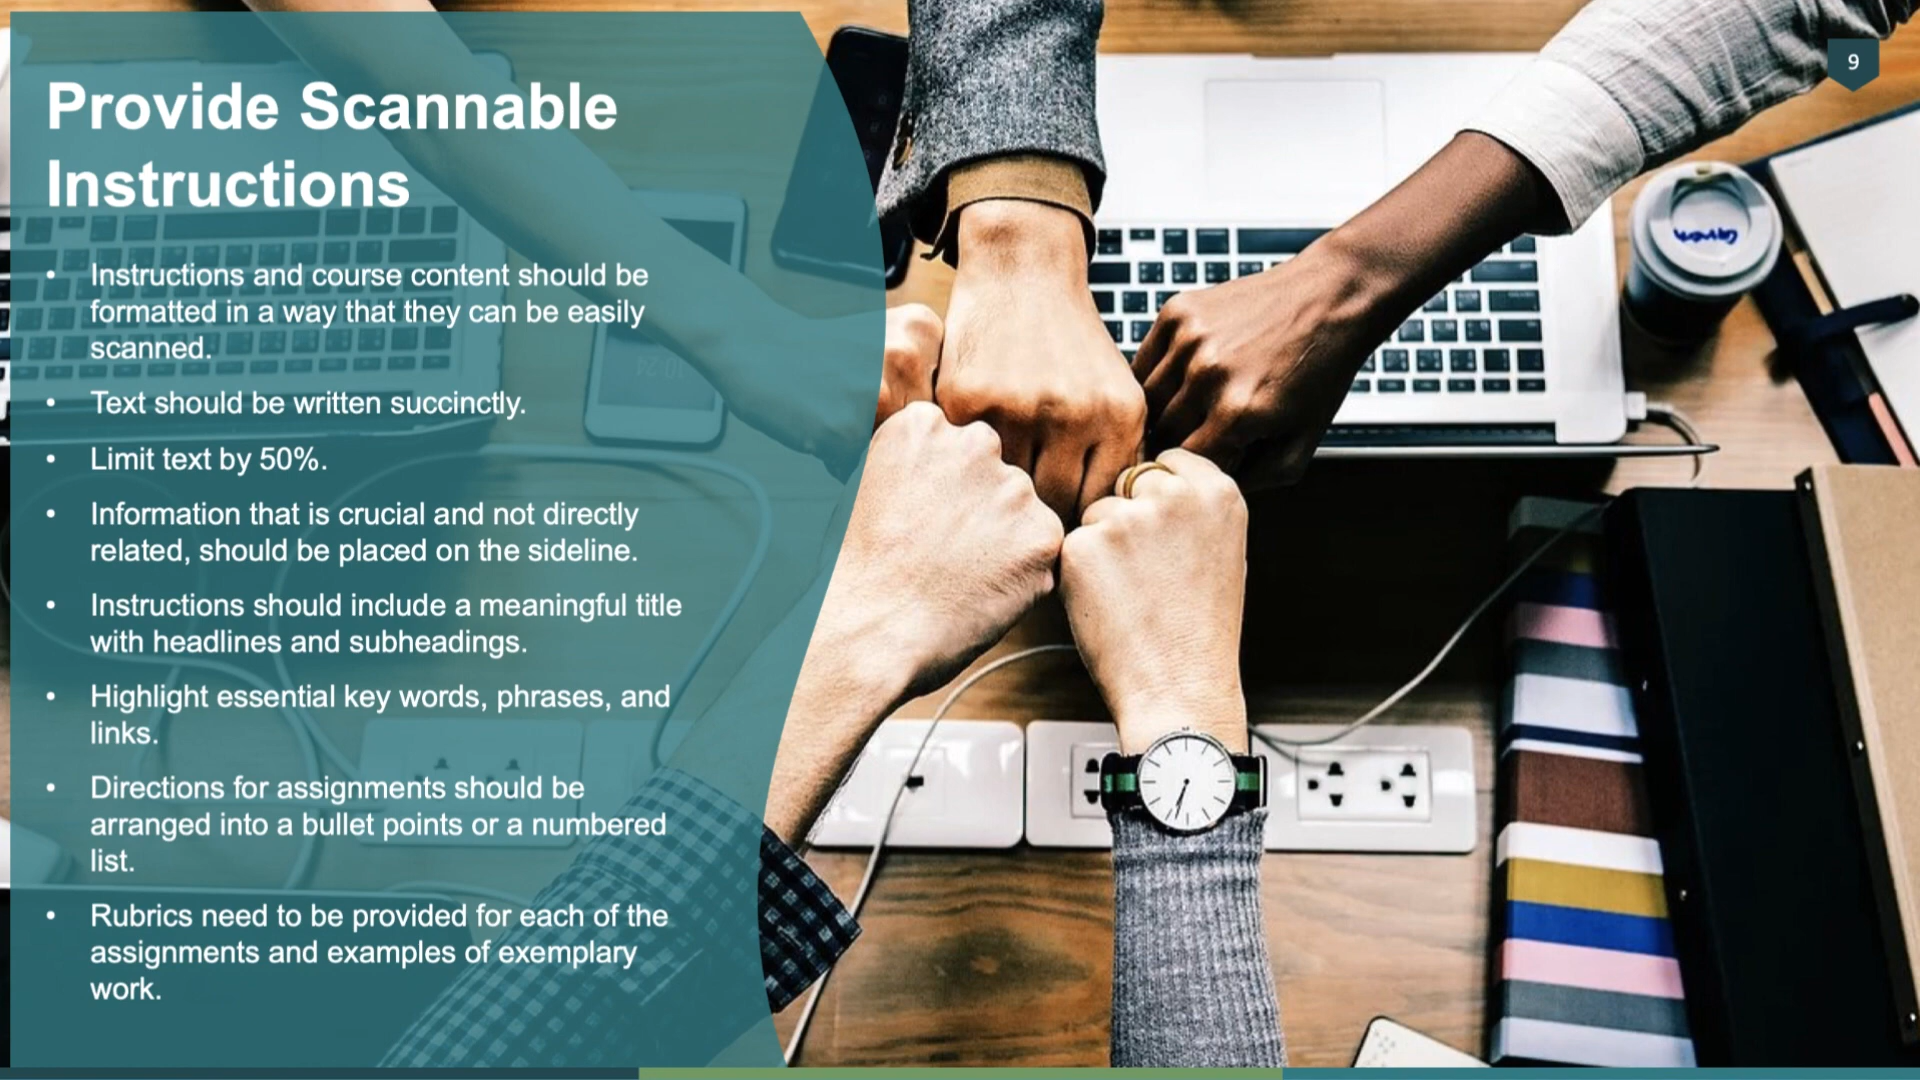 9
Provide Scannable
Instructions
• Instructions and course content should be
formatted in a way that they can be easily
scanned.
• Text should be written succinctly.
• Limit text by 50%.
• Information that is crucial and not directly
related, should be placed on the sideline.
• Instructions should include a meaningful title
with headlines and subheadings.
• Highlight essential key words, phrases, and
links.
• Directions for assignments should be
arranged into a bullet points or a numbered
list.
• Rubrics need to be provided for each of the
assignments and examples of exemplary
work.